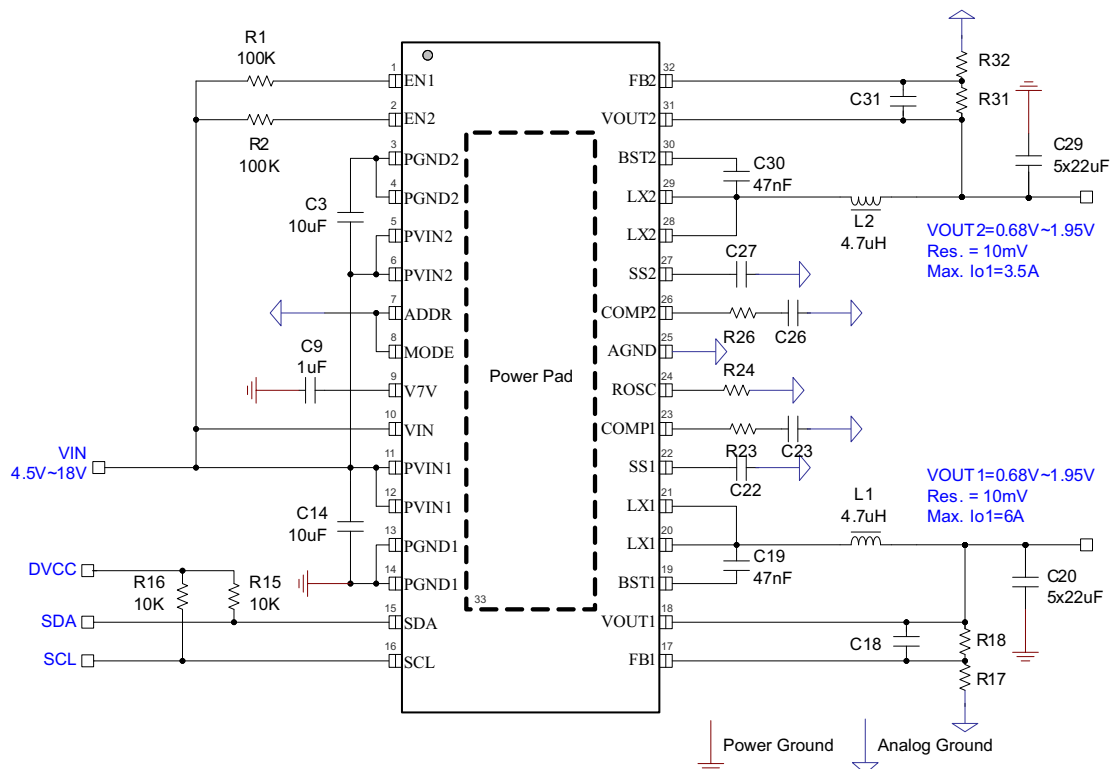 R1
100K
R2
100K
C3
10uF
C9
1uF
VIN
4.5V~18V
C14
10uF
DVCC
R16
10K
R15
10K
SDA
SCL
1
EN1
2
EN2
3
PGND2
4
PGND2
5
PVIN2
6
PVIN2
7
ADDR
8
MODE
9
V7V
10
VIN
11
PVIN1
12
PVIN1
13
PGND1
14
PGND1
15
SDA
16
SCL
Power Pad
33
32
FB2
31
VOUT2
30
BST2
29
LX2
28
LX2
27
SS2
26
COMP2
25
AGND
24
ROSC
23
COMP1
22
SS1
21
LX1
20
LX1
19
BST1
18
VOUT1
17
FB1
R32
R31
C31
C29
5x22uF
C30
47nF
L2
4.7uH
VOUT2=0.68V~1.95V
Res. = 10mV
Max. Io1=3.5A
C27
R26
C26
R24
R23
C23
C22
VOUT1=0.68V~1.95V
Res. = 10mV
Max. Io1=6A
L1
4.7uH
C19
47nF
C20
5x22uF
C18
R18
R17
Power Ground
Analog Ground